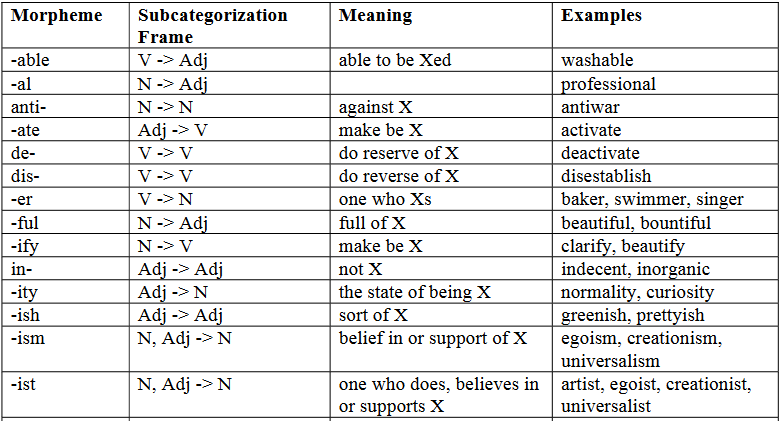 Morpheme Subcategorization Frame Meaning Examples
-able V -> Adj able to be Xed washable
-al N -> Adj professional
anti- N -> N against X antiwar
-ate Adj -> V make be X activate
de- V -> V do reserve of X deactivate
dis- V -> V do reverse of X disestablish
-er V -> N one who Xs baker, swimmer, singer
-ful N -> Adj full of X beautiful, bountiful
-ify N -> V make be X clarify, beautify
in- Adj -> Adj not X indecent, inorganic
-ity Adj -> N the state of being X normality, curiosity
-ish Adj -> Adj sort of X greenish, prettyish
-ism N, Adj -> N belief in or support of X egoism, creationism,
universalism
-ist N, Adj -> N one who does, believes in artist, egoist, creationist,
or supports X universalist